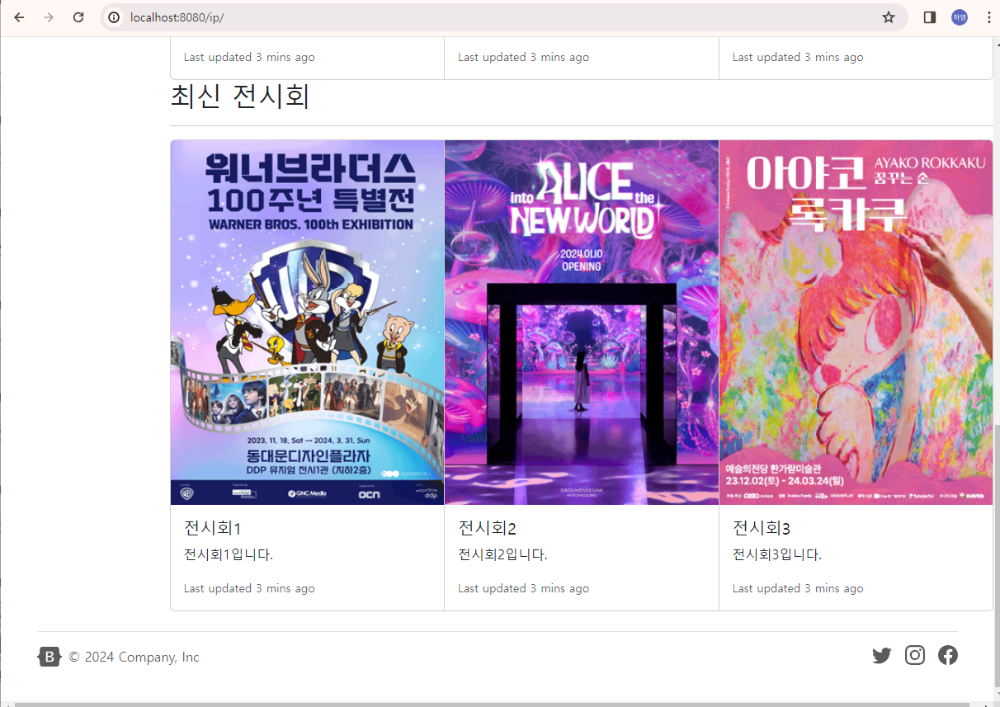 localhost:8080/ip/
하영
Last updated 3 mins ago
Last updated 3 mins ago
Last updated 3 mins ago
최신 전시회
워너브라더스
100주년 특별전
WARNER BROS. 100th EXHIBITION
2023. 11. 18. Sat — 2024. 3. 31. Sun
동대문디자인플라자
DDP 뮤지엄 전시1관 (지하2층)
GNC Media
OCN
ddp
into ALICE the
NEW WORLD
2024.01.10
OPENING
GROUNDSEESAW
MYEONGDONG
아야코
록카쿠
AYAKO ROKKAKU
꿈꾸는 손
예술의전당 한가람미술관
23.12.02(토) - 24.03.24(일)
NAVER
전시회1
전시회1입니다.
Last updated 3 mins ago
전시회2
전시회2입니다.
Last updated 3 mins ago
전시회3
전시회3입니다.
Last updated 3 mins ago
B
© 2024 Company, Inc